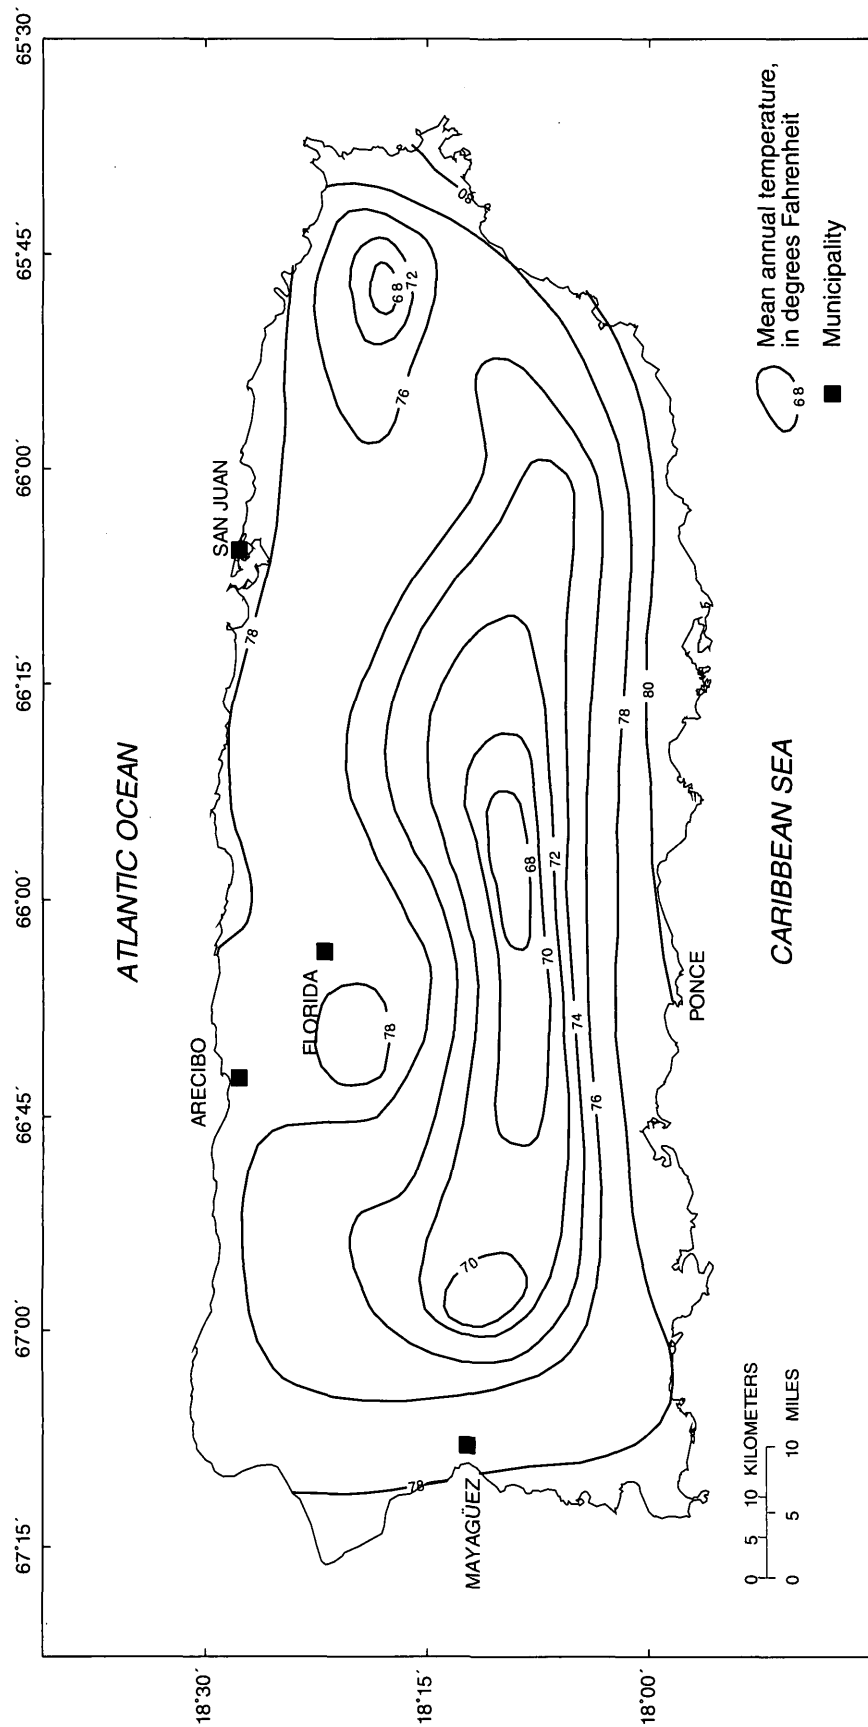 67°15´
67°00´
66°45´
66°00´
66°15´
66°00´
65°45´
65°30´
18°30´
18°15´
18°00´
ATLANTIC OCEAN
ARECIBO
SAN JUAN
78
FLORIDA
78
76
68
72
78
MAYAGÜEZ
70
68
70
72
74
76
78
80
80
PONCE
CARIBBEAN SEA
0 5 10 KILOMETERS
0 5 10 MILES
68
Mean annual temperature,
in degrees Fahrenheit
Municipality